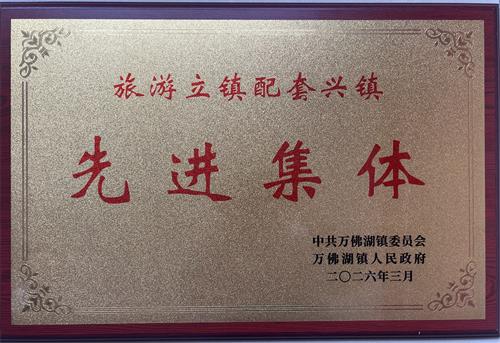 旅游立镇配套兴镇
先进集体
中共万佛湖镇委员会
万佛湖镇人民政府
二〇二六年三月